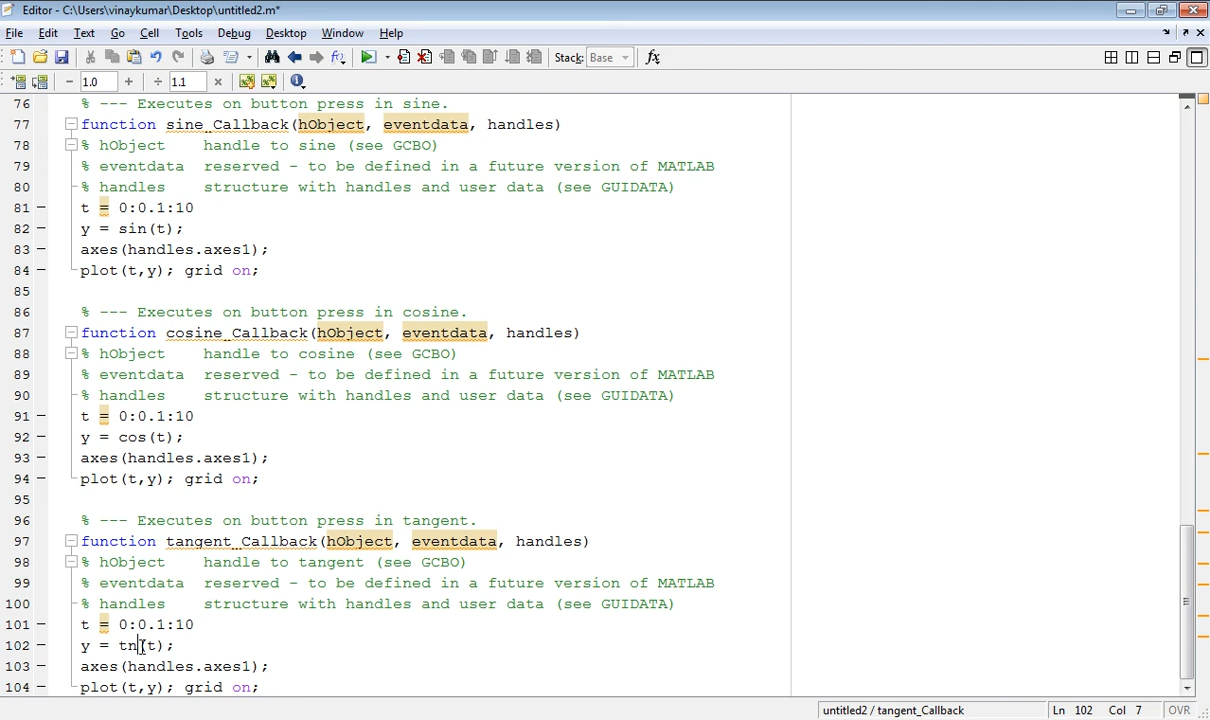 Editor - C:\Users\vinaykumar\Desktop\untitled2.m*
File Edit Text Go Cell Tools Debug Desktop Window Help
Stack: Base fx
1.0 1.1
76 % --- Executes on button press in sine.
77 function sine_Callback(hObject, eventdata, handles)
78 % hObject handle to sine (see GCBO)
79 % eventdata reserved - to be defined in a future version of MATLAB
80 % handles structure with handles and user data (see GUIDATA)
81 t = 0:0.1:10
82 y = sin(t);
83 axes(handles.axes1);
84 plot(t,y); grid on;
85
86 % --- Executes on button press in cosine.
87 function cosine_Callback(hObject, eventdata, handles)
88 % hObject handle to cosine (see GCBO)
89 % eventdata reserved - to be defined in a future version of MATLAB
90 % handles structure with handles and user data (see GUIDATA)
91 t = 0:0.1:10
92 y = cos(t);
93 axes(handles.axes1);
94 plot(t,y); grid on;
95
96 % --- Executes on button press in tangent.
97 function tangent_Callback(hObject, eventdata, handles)
98 % hObject handle to tangent (see GCBO)
99 % eventdata reserved - to be defined in a future version of MATLAB
100 % handles structure with handles and user data (see GUIDATA)
101 t = 0:0.1:10
102 y = tn(t);
103 axes(handles.axes1);
104 plot(t,y); grid on;
untitled2 / tangent_Callback Ln 102 Col 7 OVR